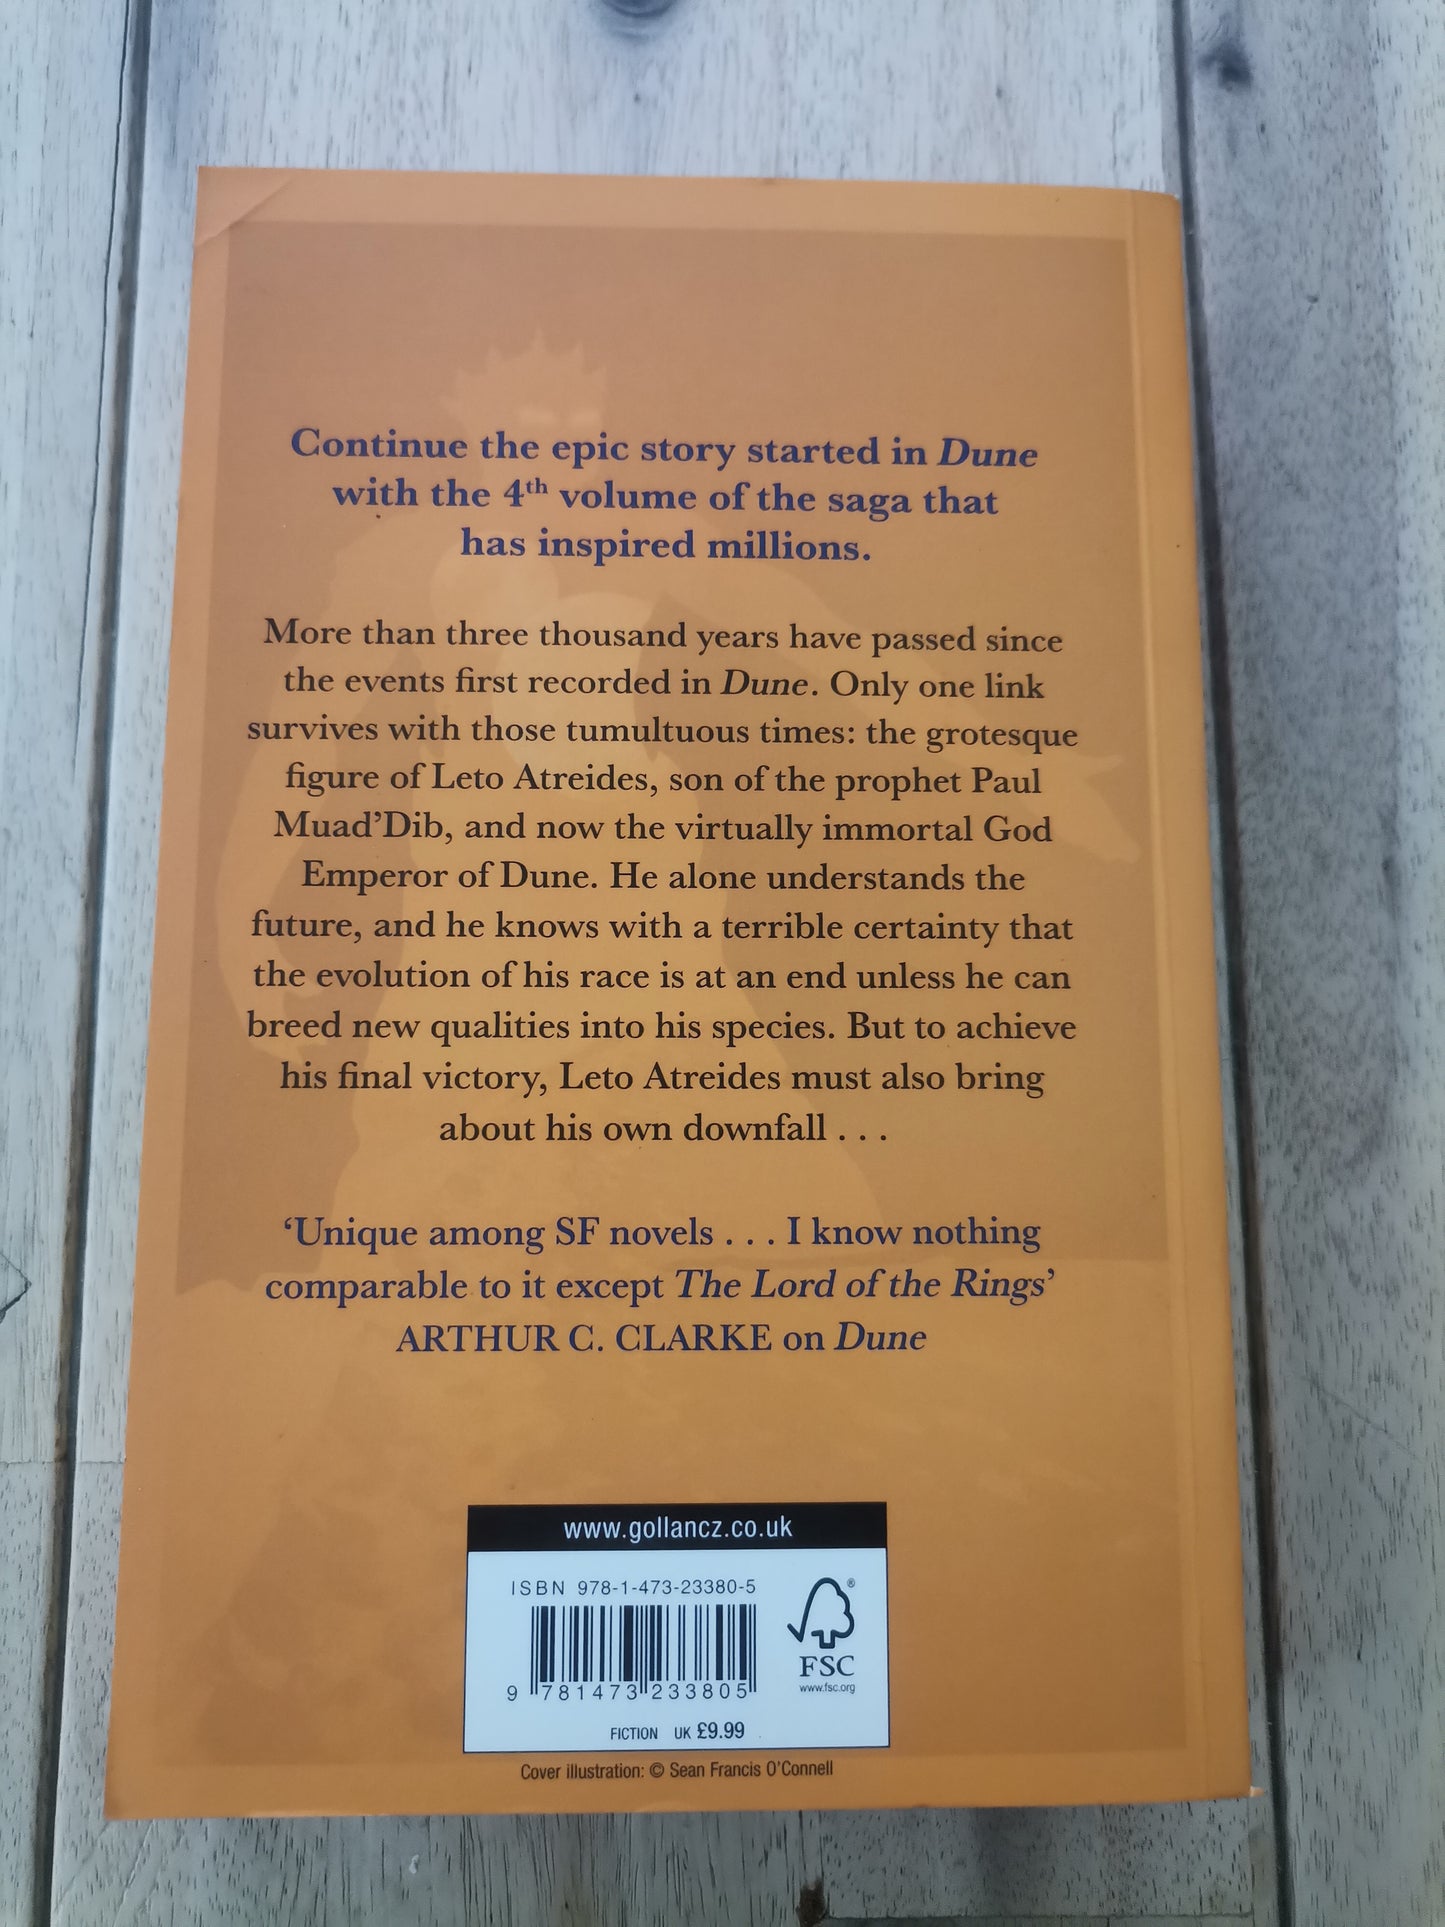 Continue the epic story started in Dune
with the 4th volume of the saga that
has inspired millions.
More than three thousand years have passed since
the events first recorded in Dune. Only one link
survives with those tumultuous times: the grotesque
figure of Leto Atreides, son of the prophet Paul
Muad'Dib, and now the virtually immortal God
Emperor of Dune. He alone understands the
future, and he knows with a terrible certainty that
the evolution of his race is at an end unless he can
breed new qualities into his species. But to achieve
his final victory, Leto Atreides must also bring
about his own downfall . . .
‘Unique among SF novels . . . I know nothing
comparable to it except The Lord of the Rings’
ARTHUR C. CLARKE on Dune
www.gollancz.co.uk
ISBN 978-1-473-23380-5
9 781473 233805
®
FSC
www.fsc.org
FICTION UK £9.99
Cover illustration: © Sean Francis O'Connell